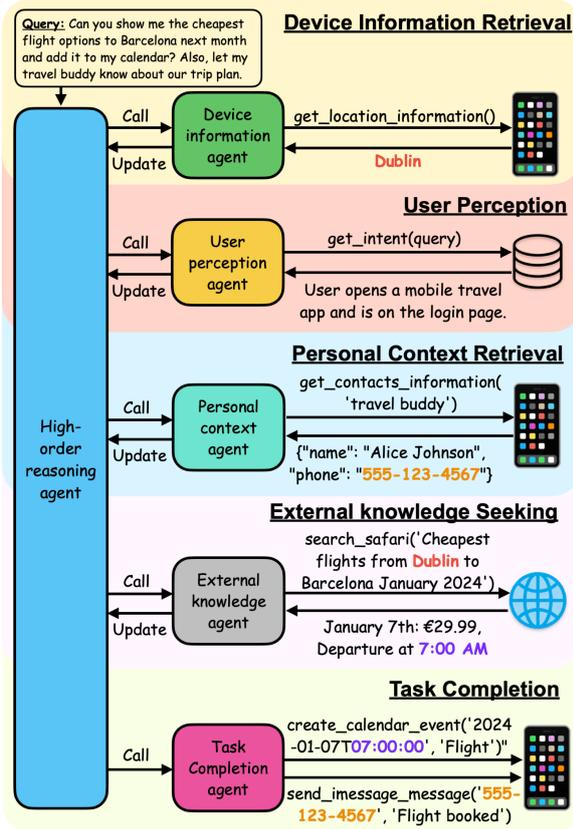 Query: Can you show me the cheapest
flight options to Barcelona next month
and add it to my calendar? Also, let my
travel buddy know about our trip plan.
Device Information Retrieval
Call
Update
Device
information
agent
get_location_information()
Dublin
User Perception
Call
Update
User
perception
agent
get_intent(query)
User opens a mobile travel
app and is on the login page.
Personal Context Retrieval
High-
order
reasoning
agent
Call
Update
Personal
context
agent
get_contacts_information(
'travel buddy')
{"name": "Alice Johnson",
"phone": "555-123-4567"}
External knowledge Seeking
Call
Update
External
knowledge
agent
search_safari('Cheapest
flights from Dublin to
Barcelona January 2024')
January 7th: €29.99,
Departure at 7:00 AM
Task Completion
Call
Task
Completion
agent
create_calendar_event('2024
-01-07T07:00:00', 'Flight')"
send_imessage_message('555-
123-4567', 'Flight booked')